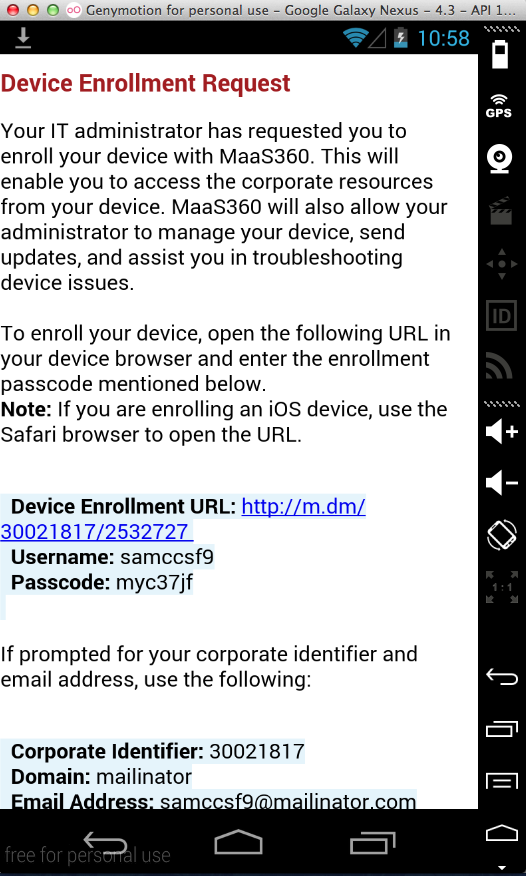 Genymotion for personal use – Google Galaxy Nexus – 4.3 – API 1...
10:58
Device Enrollment Request
GPS
Your IT administrator has requested you to
enroll your device with MaaS360. This will
enable you to access the corporate resources
from your device. MaaS360 will also allow your
administrator to manage your device, send
updates, and assist you in troubleshooting
device issues.
ID
To enroll your device, open the following URL in
your device browser and enter the enrollment
passcode mentioned below.
Note: If you are enrolling an iOS device, use the
Safari browser to open the URL.
Device Enrollment URL: http://m.dm/
30021817/2532727
Username: samccsf9
Passcode: myc37jf
1:1
If prompted for your corporate identifier and
email address, use the following:
Corporate Identifier: 30021817
Domain: mailinator
Email Address: samccsf9@mailinator.com
free for personal use